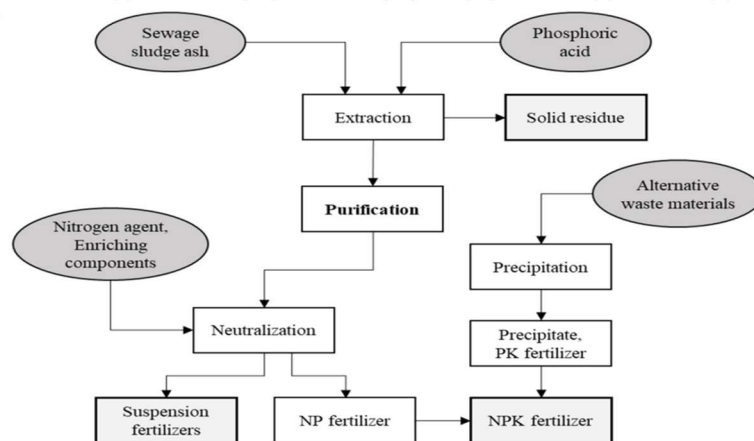 Sewage
sludge ash
Phosphoric
acid
Extraction
Solid residue
Purification
Alternative
waste materials
Nitrogen agent,
Enriching
components
Precipitation
Neutralization
Precipitate,
PK fertilizer
Suspension
fertilizers
NP fertilizer
NPK fertilizer